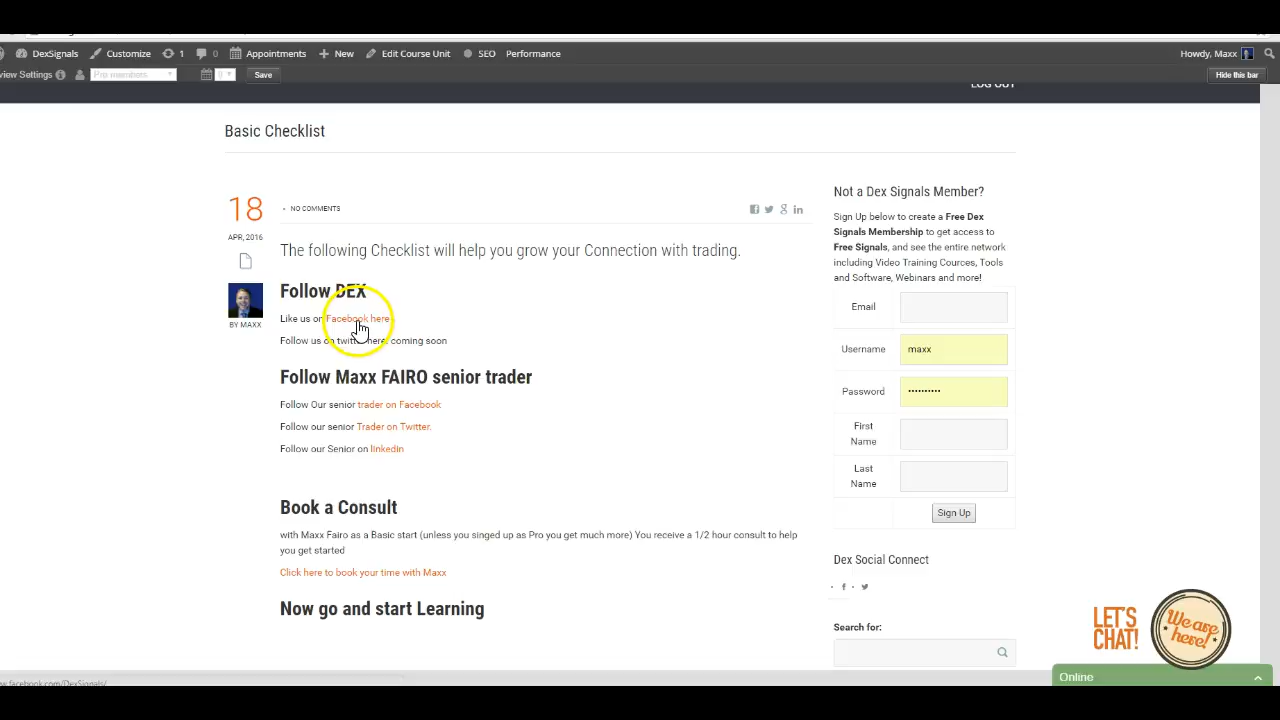 DexSignals Customize 1 0 Appointments New Edit Course Unit SEO Performance Howdy, Maxx
view Settings Pro members 0 Save Hide this bar
LOG OUT
Basic Checklist
18
APR, 2016
BY MAXX
NO COMMENTS
The following Checklist will help you grow your Connection with trading.
Follow DEX
Like us on Facebook here
Follow us on twitter here, coming soon
Follow Maxx FAIRO senior trader
Follow Our senior trader on Facebook
Follow our senior Trader on Twitter.
Follow our Senior on linkedin
Book a Consult
with Maxx Fairo as a Basic start (unless you singed up as Pro you get much more) You receive a 1/2 hour consult to help
you get started
Click here to book your time with Maxx
Now go and start Learning
Not a Dex Signals Member?
Sign Up below to create a Free Dex
Signals Membership to get access to
Free Signals, and see the entire network
including Video Training Cources, Tools
and Software, Webinars and more!
Email
Username maxx
Password ••••••••••
First
Name
Last
Name
Sign Up
Dex Social Connect
Search for:
LET'S
CHAT!
We are
here!
Online
w.facebook.com/DexSignals/